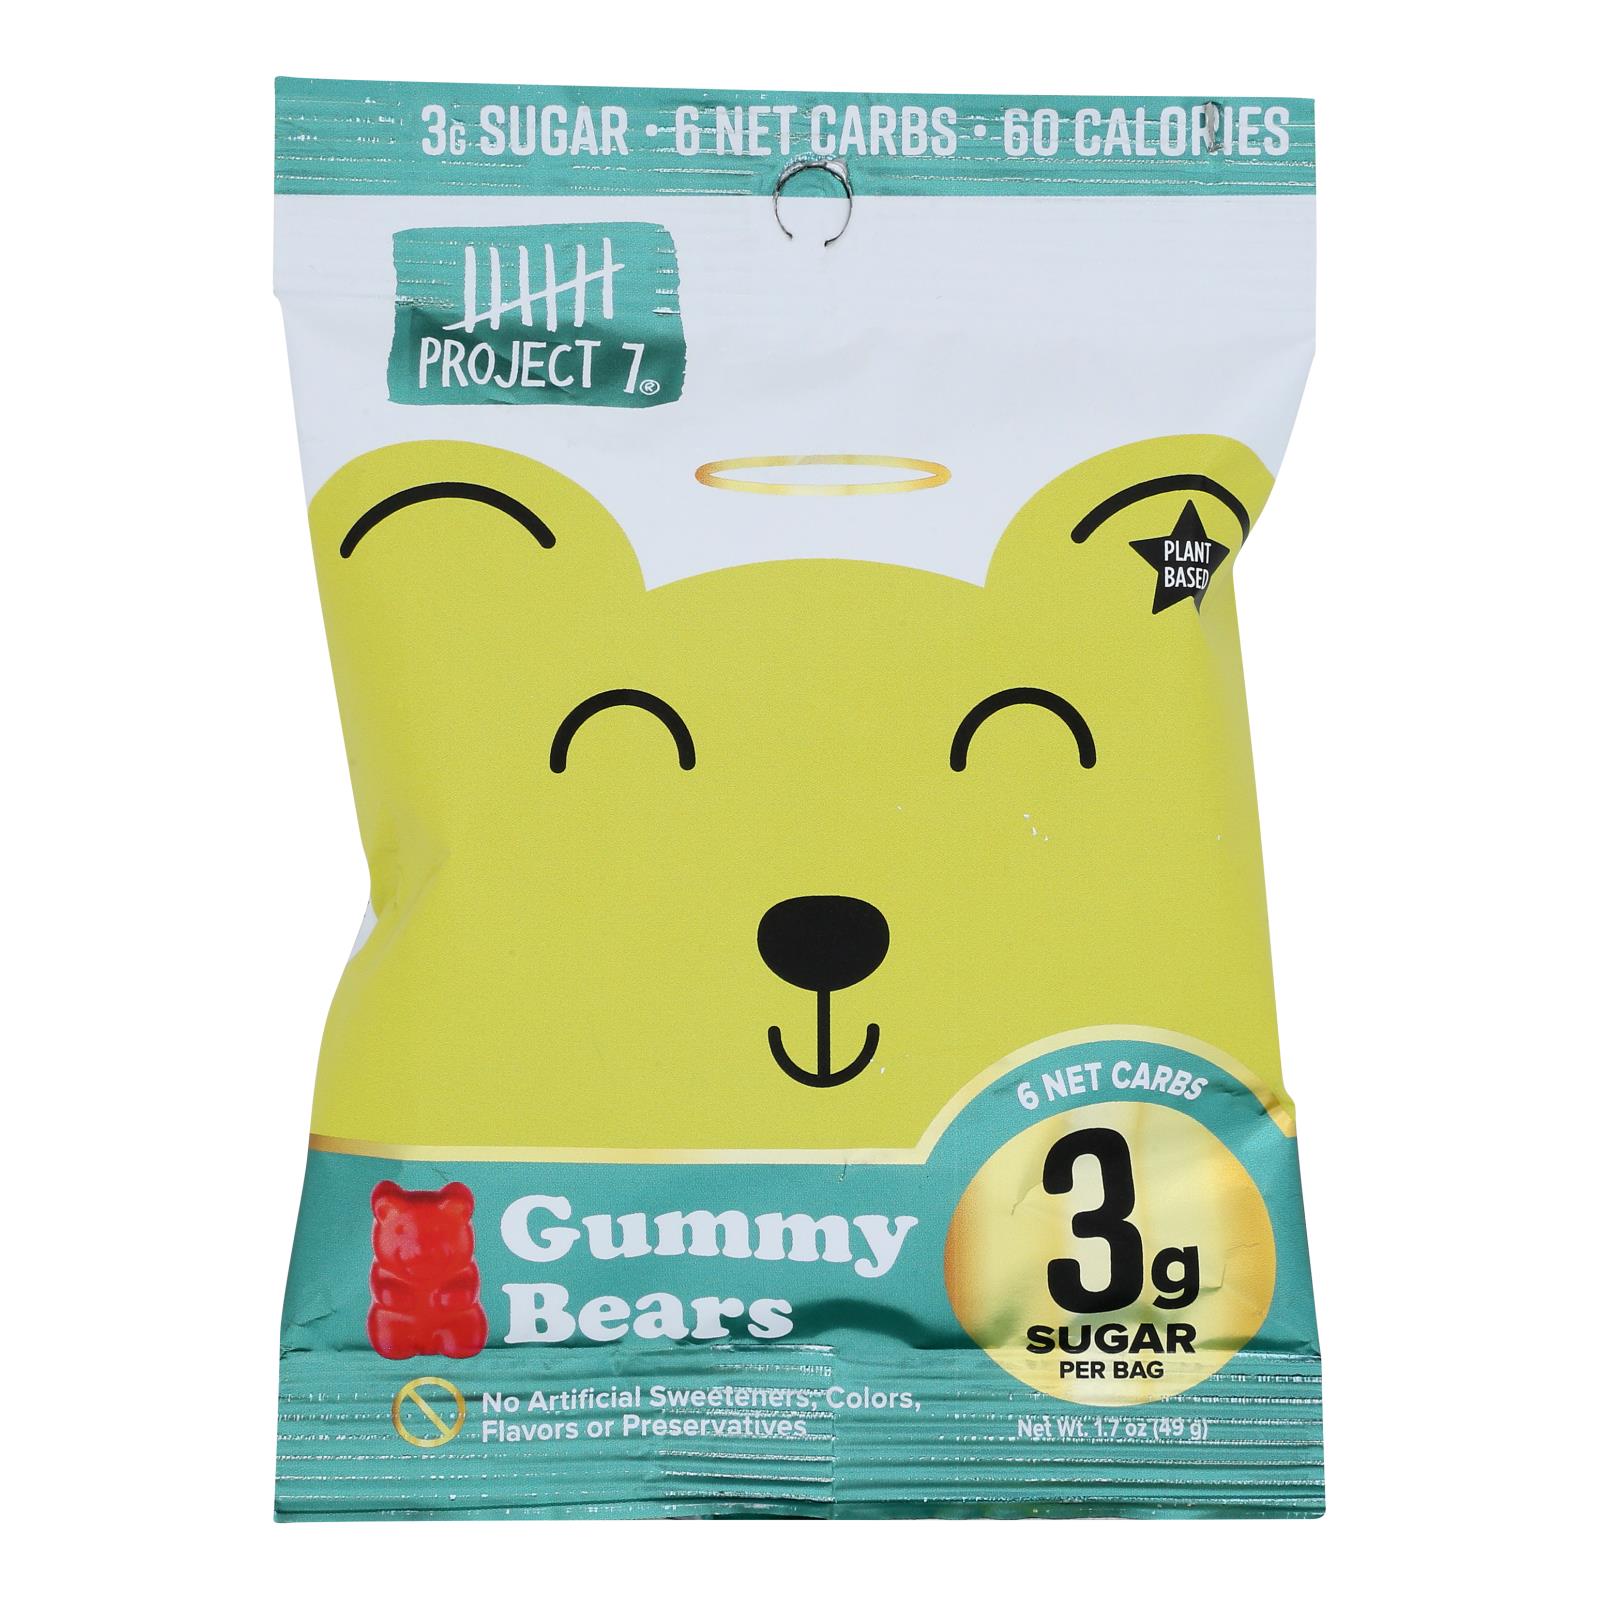 3G SUGAR • 6 NET CARBS • 60 CALORIES
PROJECT 7®
PLANT
BASED
6 NET CARBS
3g
SUGAR
PER BAG
Gummy
Bears
No Artificial Sweeteners, Colors,
Flavors or Preservatives
Net Wt. 1.7 oz (49 g)